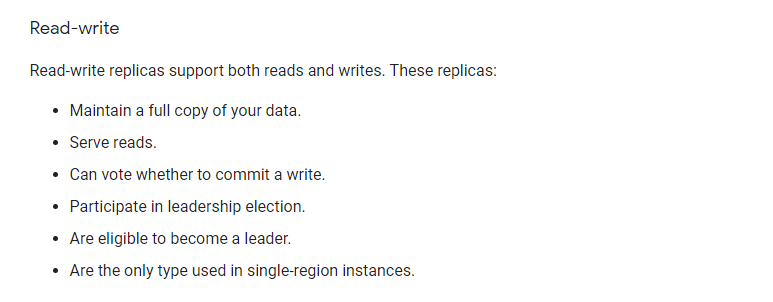 Read-write
Read-write replicas support both reads and writes. These replicas:
• Maintain a full copy of your data.
• Serve reads.
• Can vote whether to commit a write.
• Participate in leadership election.
• Are eligible to become a leader.
• Are the only type used in single-region instances.